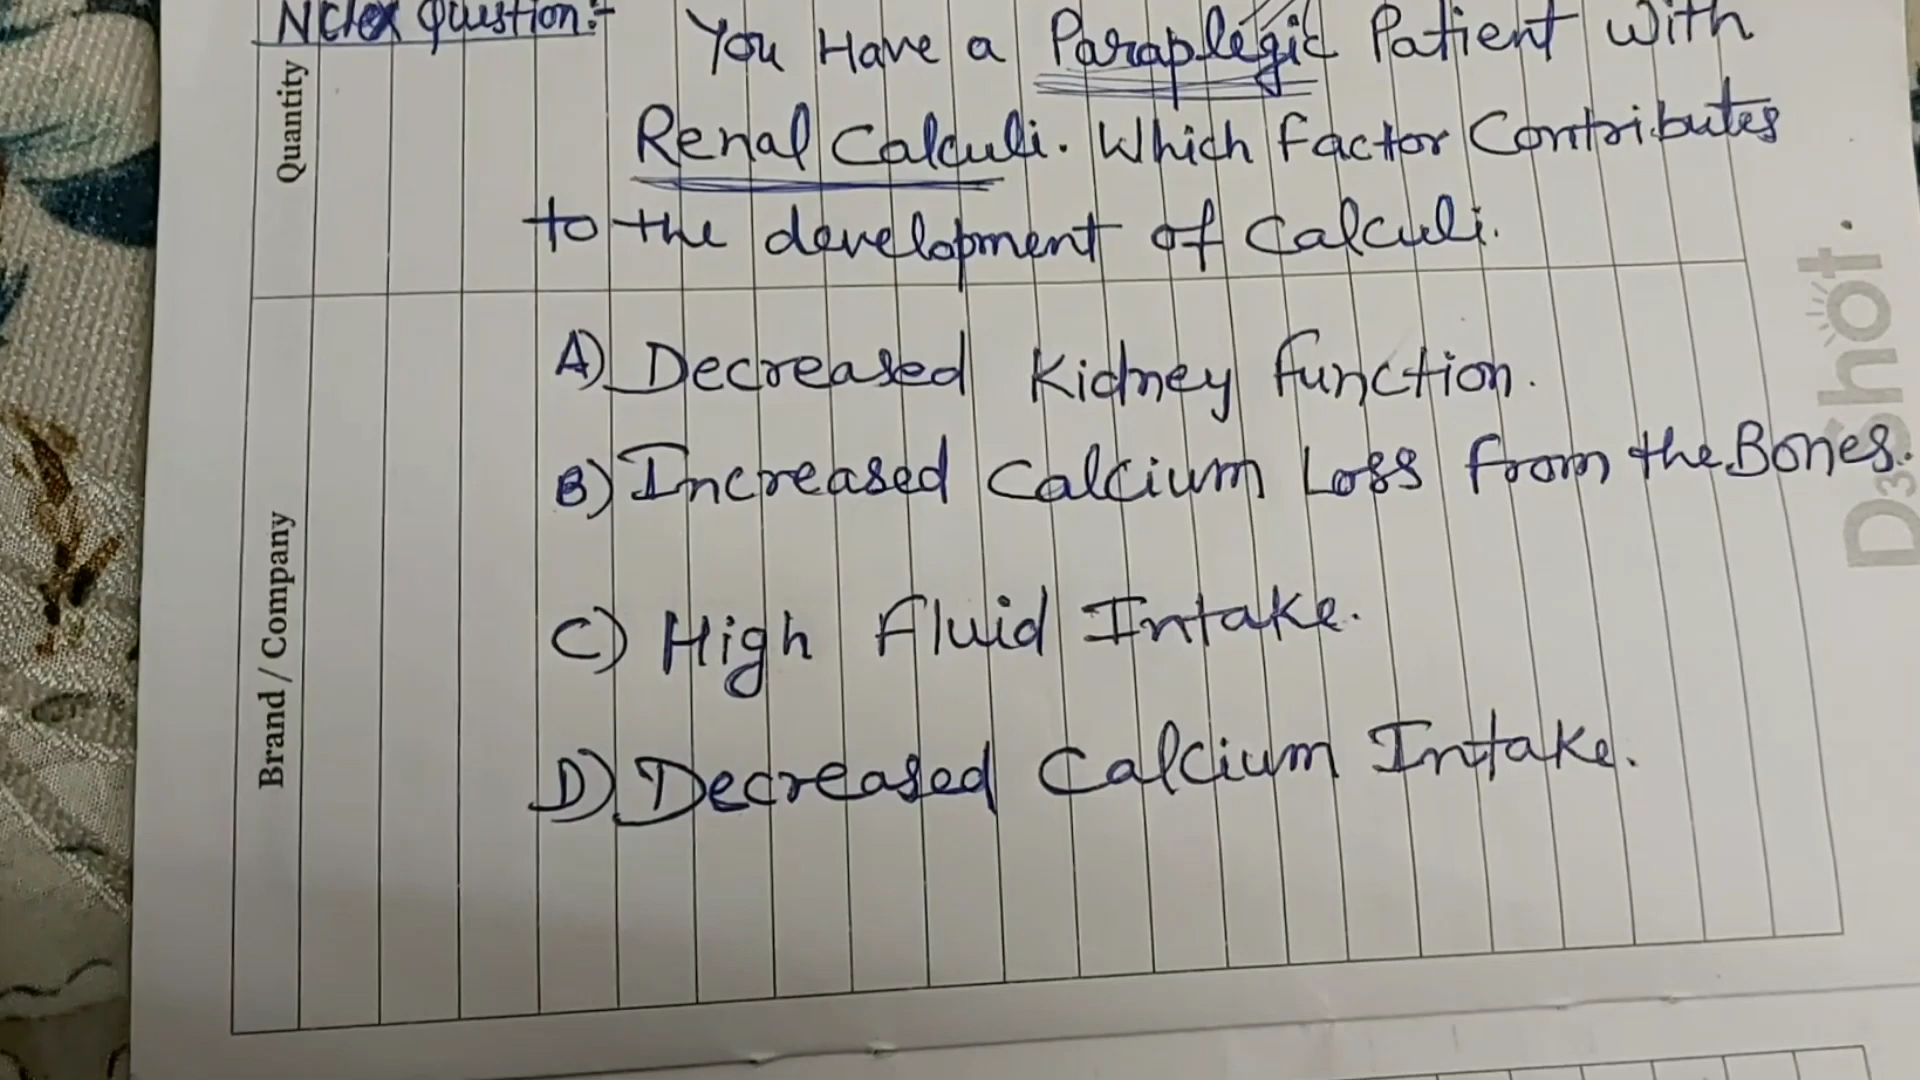 Nclex Question:-
You Have a Paraplegic Patient with
Renal Calculi. Which factor Contributes
to the development of Calculi.
A) Decreased Kidney function.
B) Increased Calcium Loss from the Bones.
C) High Fluid Intake.
D) Decreased Calcium Intake.
Quantity
Brand / Company
D3Shot.